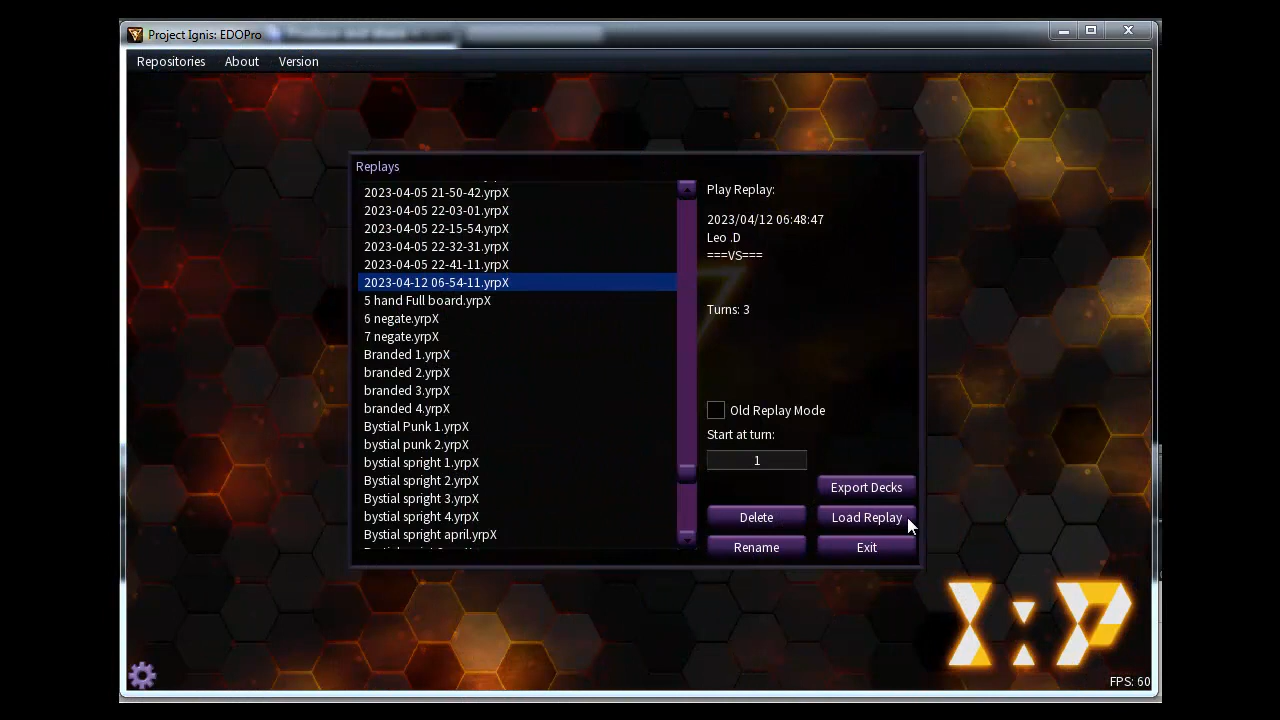 Project Ignis: EDOPro
Repositories About Version
Replays
2023-04-05 21-50-42.yrpX
2023-04-05 22-03-01.yrpX
2023-04-05 22-15-54.yrpX
2023-04-05 22-32-31.yrpX
2023-04-05 22-41-11.yrpX
2023-04-12 06-54-11.yrpX
5 hand Full board.yrpX
6 negate.yrpX
7 negate.yrpX
Branded 1.yrpX
branded 2.yrpX
branded 3.yrpX
branded 4.yrpX
Bystial Punk 1.yrpX
bystial punk 2.yrpX
bystial spright 1.yrpX
Bystial spright 2.yrpX
Bystial spright 3.yrpX
bystial spright 4.yrpX
Bystial spright april.yrpX
Play Replay:
2023/04/12 06:48:47
Leo .D
===VS===
Turns: 3
Old Replay Mode
Start at turn:
1
Export Decks
Delete Load Replay
Rename Exit
X:P
FPS: 60